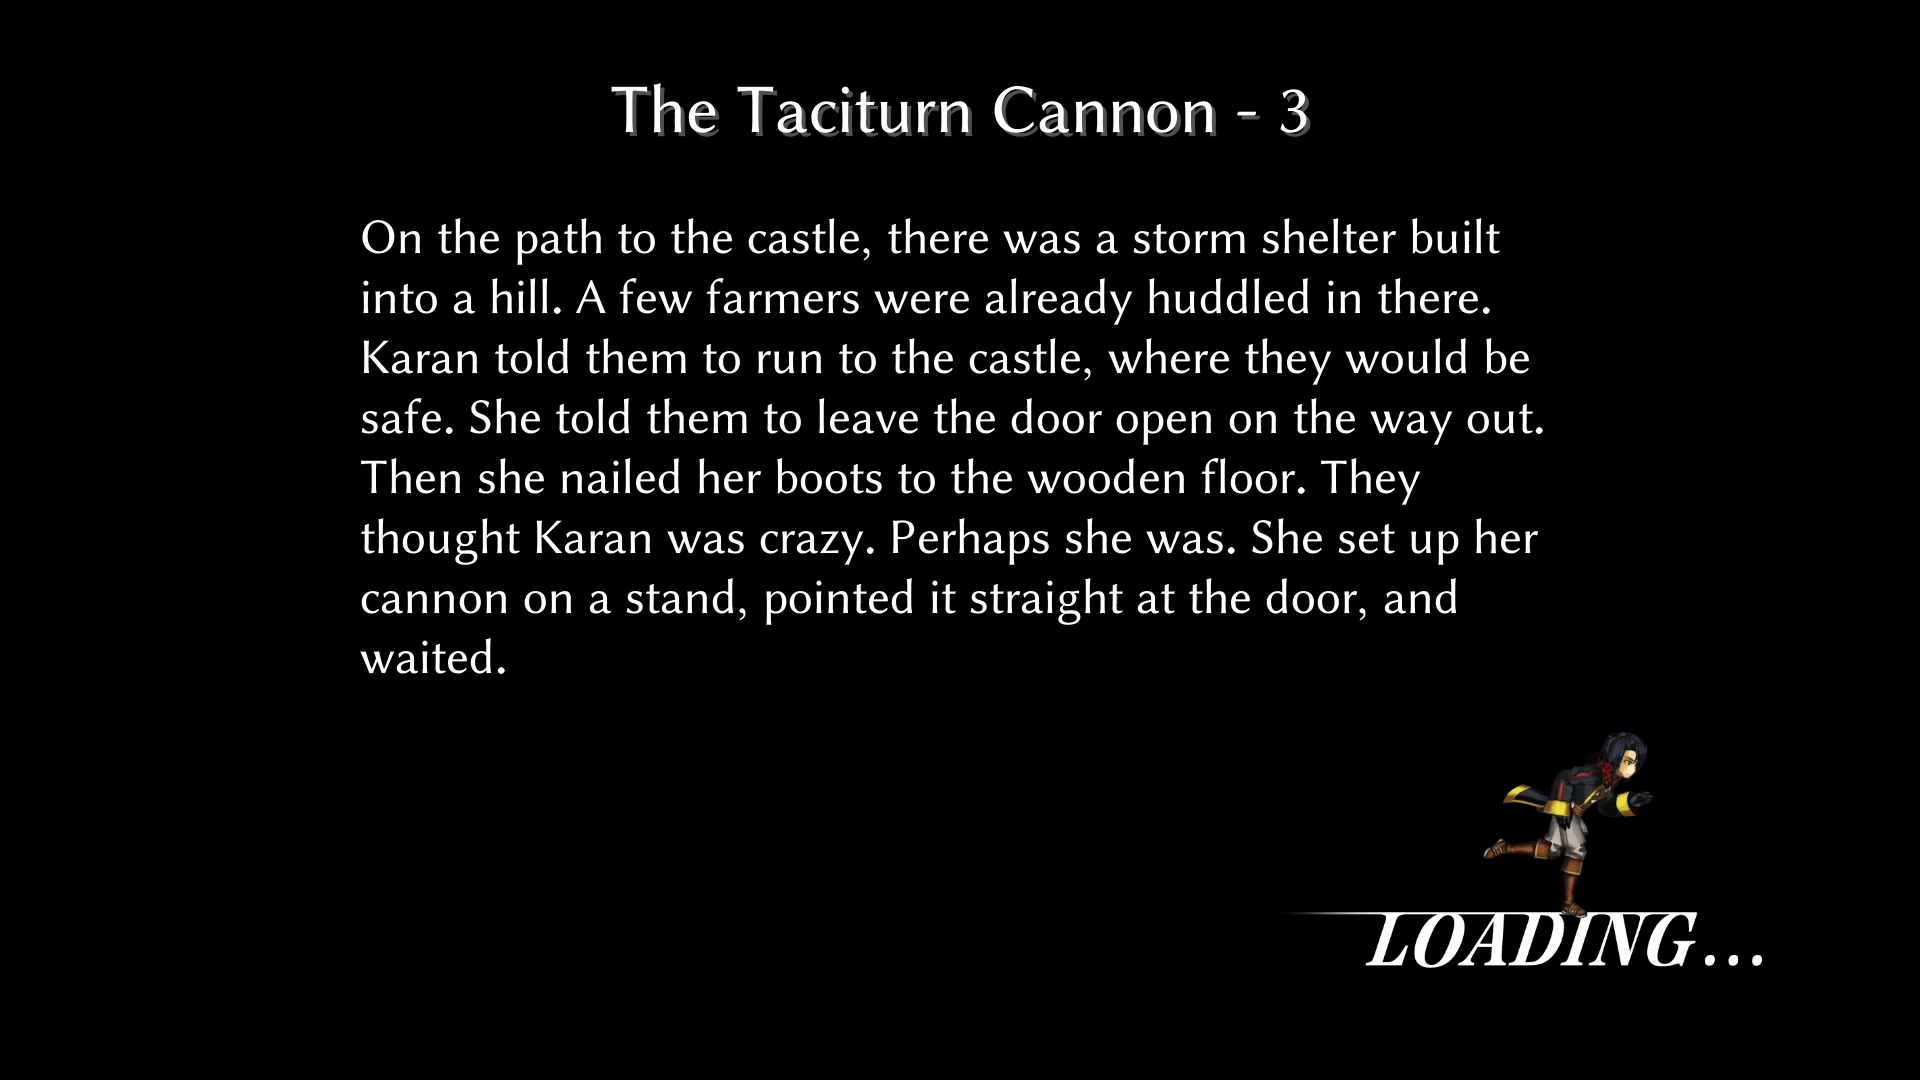 The Taciturn Cannon - 3
On the path to the castle, there was a storm shelter built
into a hill. A few farmers were already huddled in there.
Karan told them to run to the castle, where they would be
safe. She told them to leave the door open on the way out.
Then she nailed her boots to the wooden floor. They
thought Karan was crazy. Perhaps she was. She set up her
cannon on a stand, pointed it straight at the door, and
waited.
LOADING...